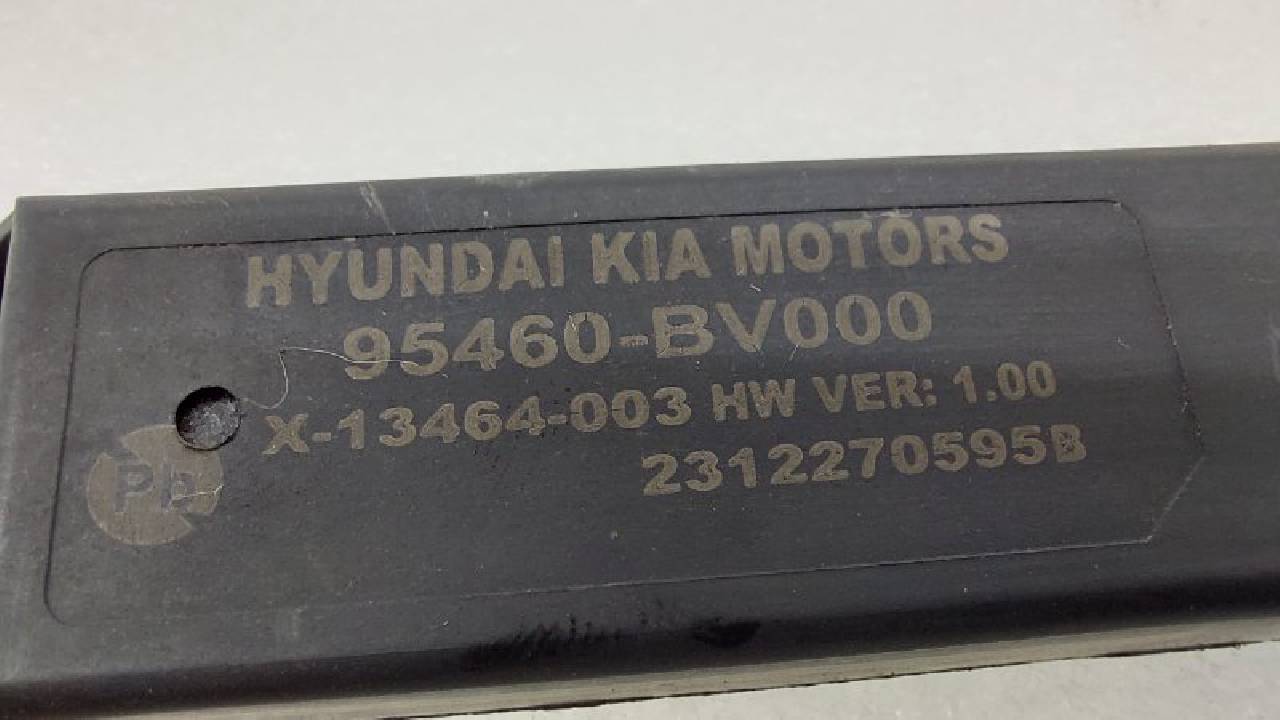 HYUNDAI KIA MOTORS
95460-BV000
X-13464-003 HW VER: 1.00
Pb
2312270595B